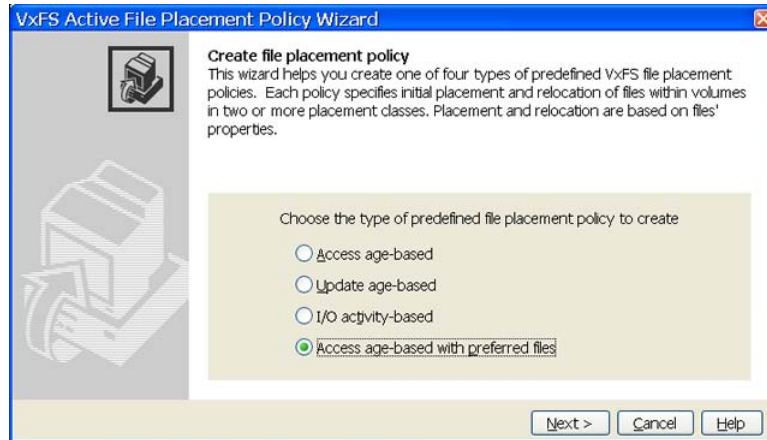 VxFS Active File Placement Policy Wizard
Create file placement policy
This wizard helps you create one of four types of predefined VxFS file placement
policies. Each policy specifies initial placement and relocation of files within volumes
in two or more placement classes. Placement and relocation are based on files'
properties.
Choose the type of predefined file placement policy to create
Access age-based
Update age-based
I/O activity-based
Access age-based with preferred files
Next > Cancel Help